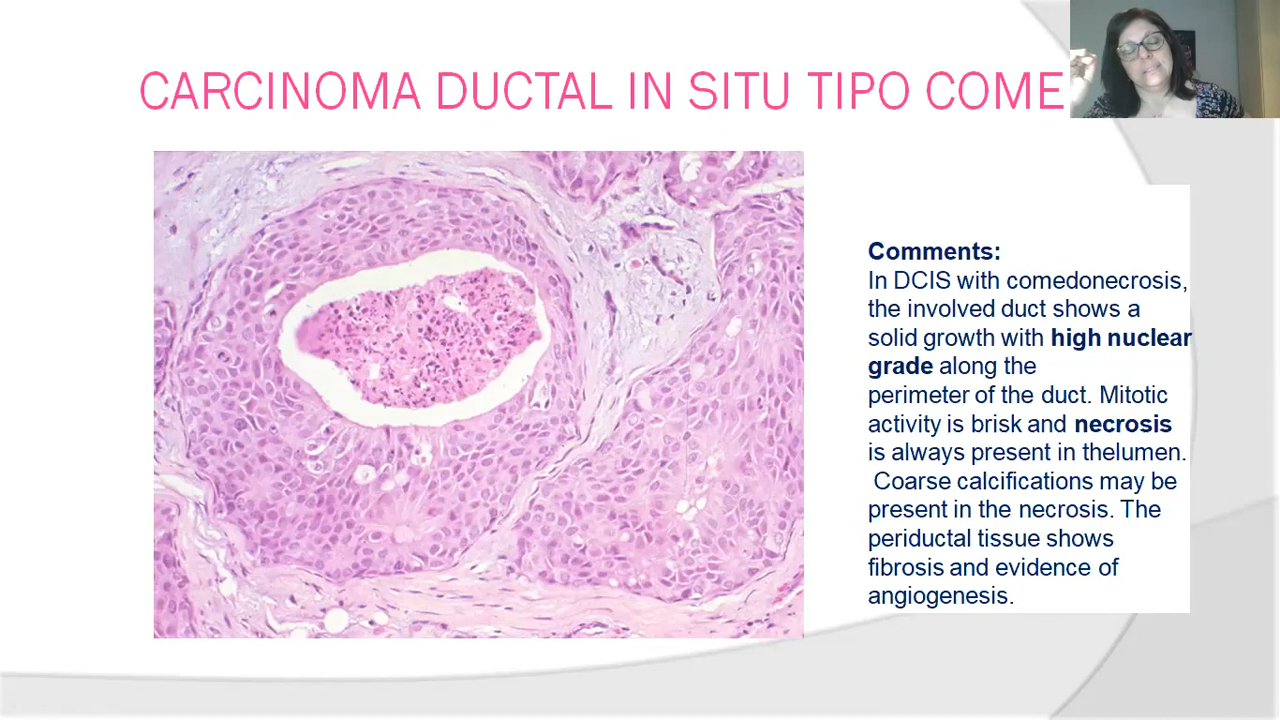 CARCINOMA DUCTAL IN SITU TIPO COME
Comments:
In DCIS with comedonecrosis,
the involved duct shows a
solid growth with high nuclear
grade along the
perimeter of the duct. Mitotic
activity is brisk and necrosis
is always present in thelumen.
Coarse calcifications may be
present in the necrosis. The
periductal tissue shows
fibrosis and evidence of
angiogenesis.